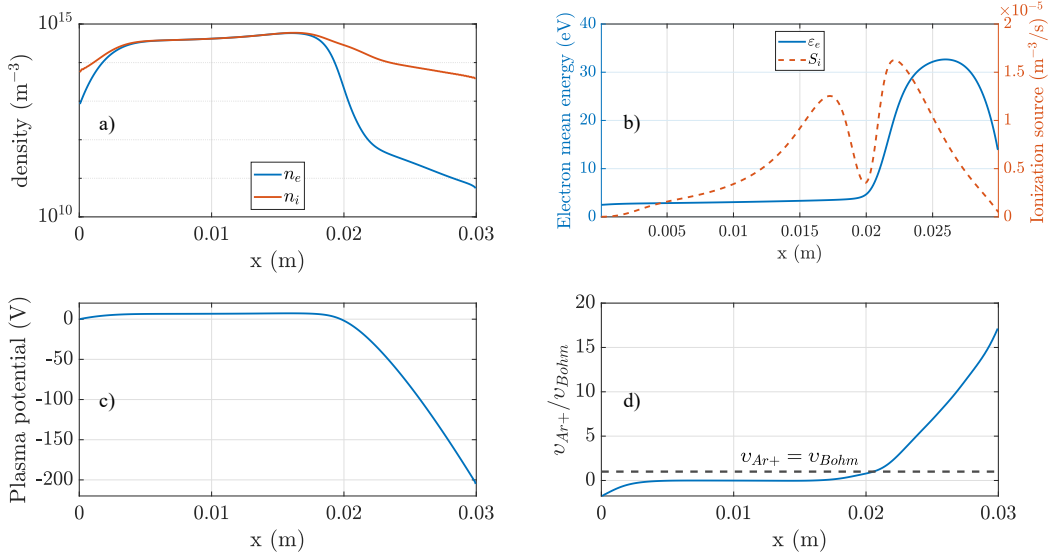 10^15
10^10
density (m^−3)
a)
n_e
n_i
0
0.01
0.02
0.03
x (m)
40
30
20
10
0
Electron mean energy (eV)
b)
ε_e
S_i
×10^-5
2
1.5
1
0.5
0
Ionization source (m^−3/s)
0.005
0.01
0.015
0.02
0.025
x (m)
0
-50
-100
-150
-200
Plasma potential (V)
c)
0
0.01
0.02
0.03
x (m)
20
15
10
5
0
v_Ar+/v_Bohm
d)
v_Ar+ = v_Bohm
0
0.01
0.02
0.03
x (m)